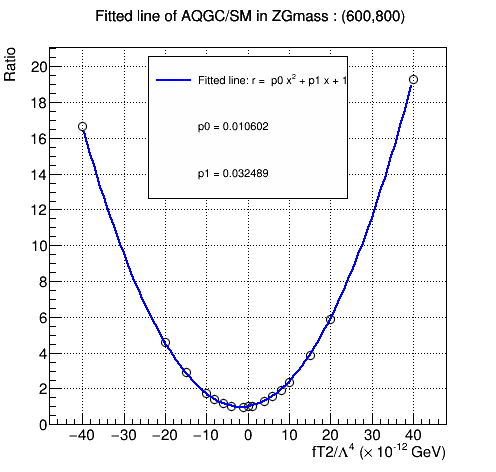 Fitted line of AQGC/SM in ZGmass : (600,800)
Ratio
Fitted line: r = p0 x² + p1 x + 1
p0 = 0.010602
p1 = 0.032489
20
18
16
14
12
10
8
6
4
2
0
−40 −30 −20 −10 0 10 20 30 40
fT2/Λ⁴ (× 10⁻¹² GeV)